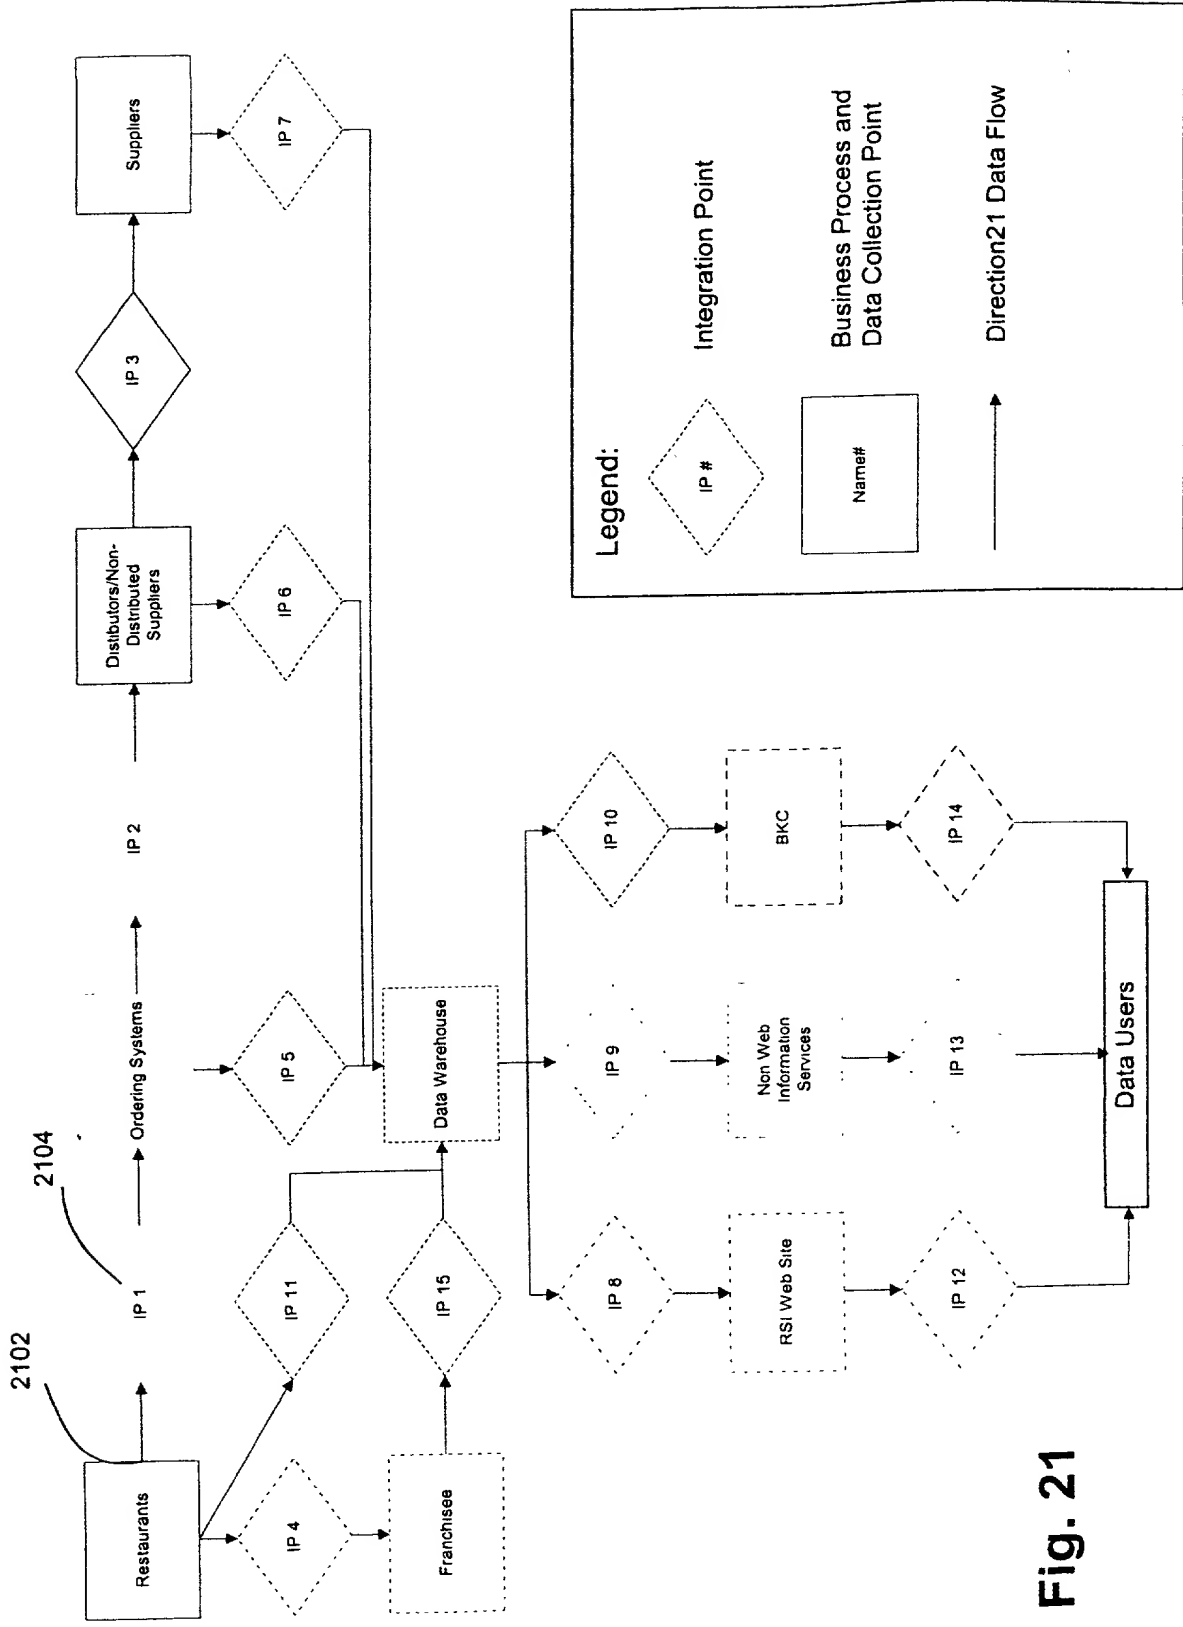 2102
2104
Restaurants
IP 1
Ordering Systems
IP 2
Distibutors/Non-
Distributed
Suppliers
IP 3
Suppliers
IP 4
IP 11
IP 5
IP 6
IP 7
Franchisee
IP 15
Data Warehouse
IP 8
IP 9
IP 10
RSI Web Site
Non Web
Information
Services
BKC
IP 12
IP 13
IP 14
Data Users
Legend:
IP #
Integration Point
Name#
Business Process and
Data Collection Point
Direction21 Data Flow
Fig. 21